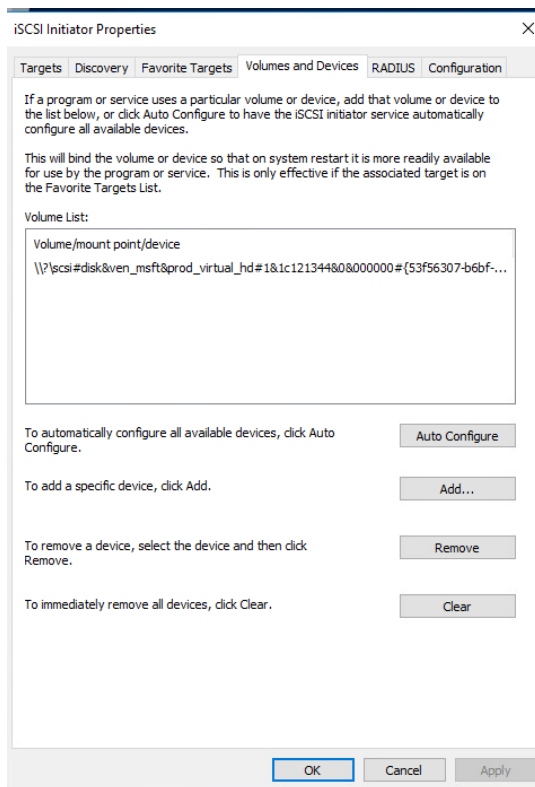 iSCSI Initiator Properties
Targets Discovery Favorite Targets Volumes and Devices RADIUS Configuration
If a program or service uses a particular volume or device, add that volume or device to
the list below, or click Auto Configure to have the iSCSI initiator service automatically
configure all available devices.
This will bind the volume or device so that on system restart it is more readily available
for use by the program or service. This is only effective if the associated target is on
the Favorite Targets List.
Volume List:
Volume/mount point/device
\\?\scsi#disk&ven_msft&prod_virtual_hd#1&1c121344&0&000000#{53f56307-b6bf-...
To automatically configure all available devices, click Auto
Configure.
Auto Configure
To add a specific device, click Add.
Add...
To remove a device, select the device and then click
Remove.
Remove
To immediately remove all devices, click Clear.
Clear
OK Cancel Apply